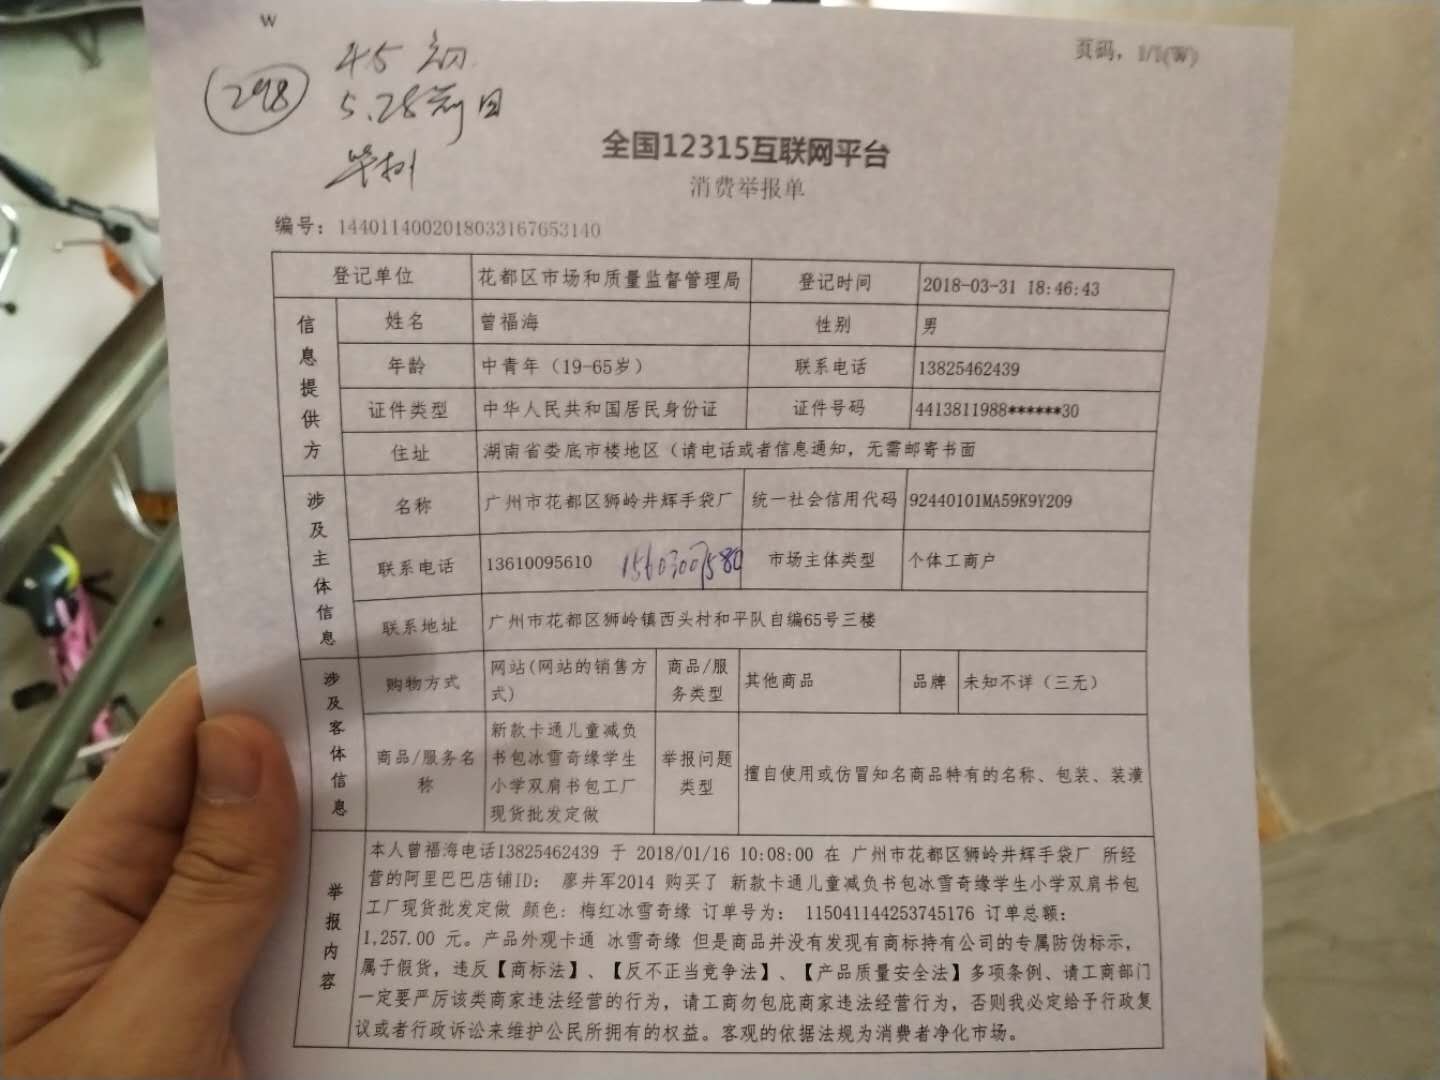 W
页码, 1/1(W)
298
45
5.28前
全国12315互联网平台
消费举报单
编号: 1440114002018033167653140
登记单位 花都区市场和质量监督管理局 登记时间 2018-03-31 18:46:43
信息提供方
姓名 曾福海 性别 男
年龄 中青年（19-65岁） 联系电话 13825462439
证件类型 中华人民共和国居民身份证 证件号码 4413811988******30
住址 湖南省娄底市楼地区（请电话或者信息通知，无需邮寄书面
涉及主体信息
名称 广州市花都区狮岭井辉手袋厂 统一社会信用代码 92440101MA59K9Y209
联系电话 13610095610 15603007580 市场主体类型 个体工商户
联系地址 广州市花都区狮岭镇西头村和平队自编65号三楼
涉及客体信息
购物方式 网站(网站的销售方式) 商品/服务类型 其他商品 品牌 未知不详（三无）
商品/服务名称
新款卡通儿童减负
书包冰雪奇缘学生
小学双肩书包工厂
现货批发定做
举报问题类型 擅自使用或仿冒知名商品特有的名称、包装、装潢
举报内容
本人曾福海电话13825462439 于 2018/01/16 10:08:00 在 广州市花都区狮岭井辉手袋厂 所经
营的阿里巴巴店铺ID: 廖井军2014 购买了 新款卡通儿童减负书包冰雪奇缘学生小学双肩书包
工厂现货批发定做 颜色: 梅红冰雪奇缘 订单号为: 115041144253745176 订单总额:
1,257.00 元。产品外观卡通 冰雪奇缘 但是商品并没有发现有商标持有公司的专属防伪标示，
属于假货，违反【商标法】、【反不正当竞争法】、【产品质量安全法】多项条例、请工商部门
一定要严厉该类商家违法经营的行为，请工商勿包庇商家违法经营行为，否则我必定给予行政复
议或者行政诉讼来维护公民所拥有的权益。客观的依据法规为消费者净化市场。